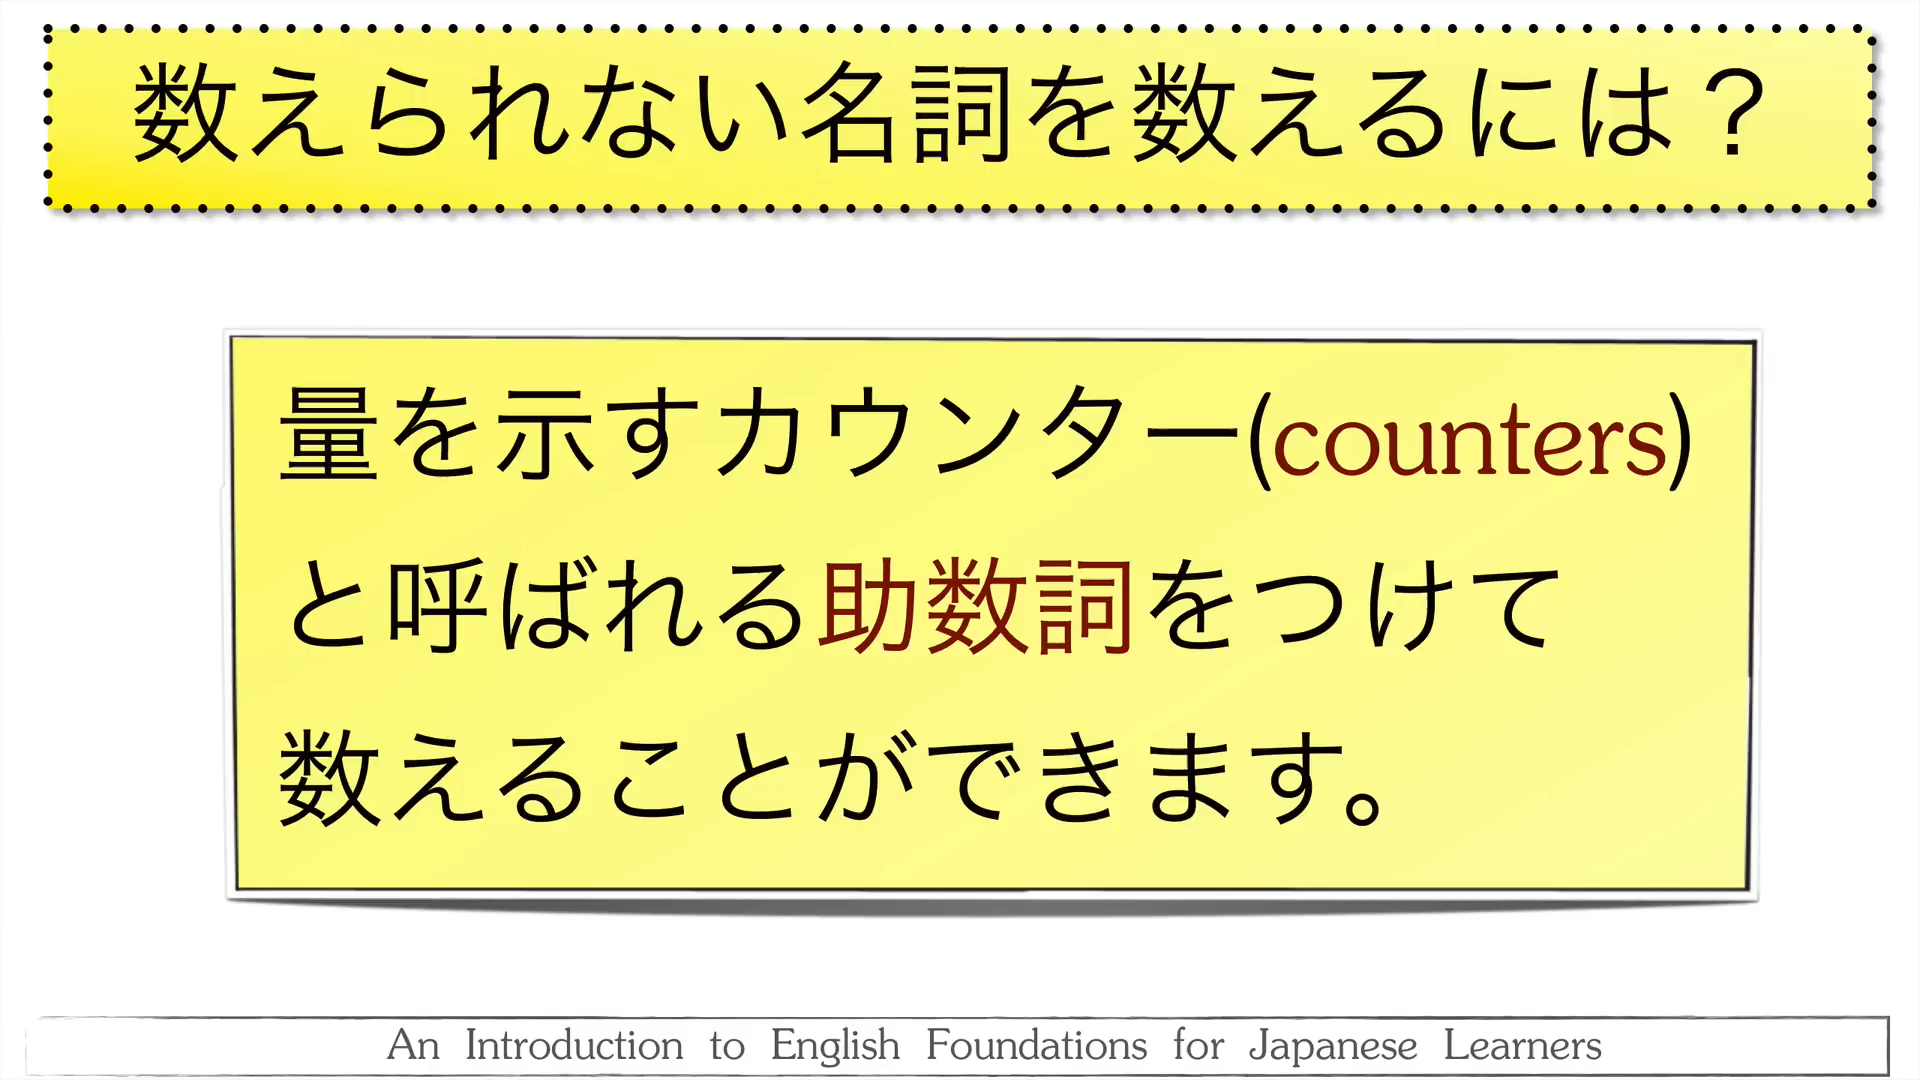 数えられない名詞を数えるには？
量を示すカウンター(counters)
と呼ばれる助数詞をつけて
数えることができます。
An Introduction to English Foundations for Japanese Learners